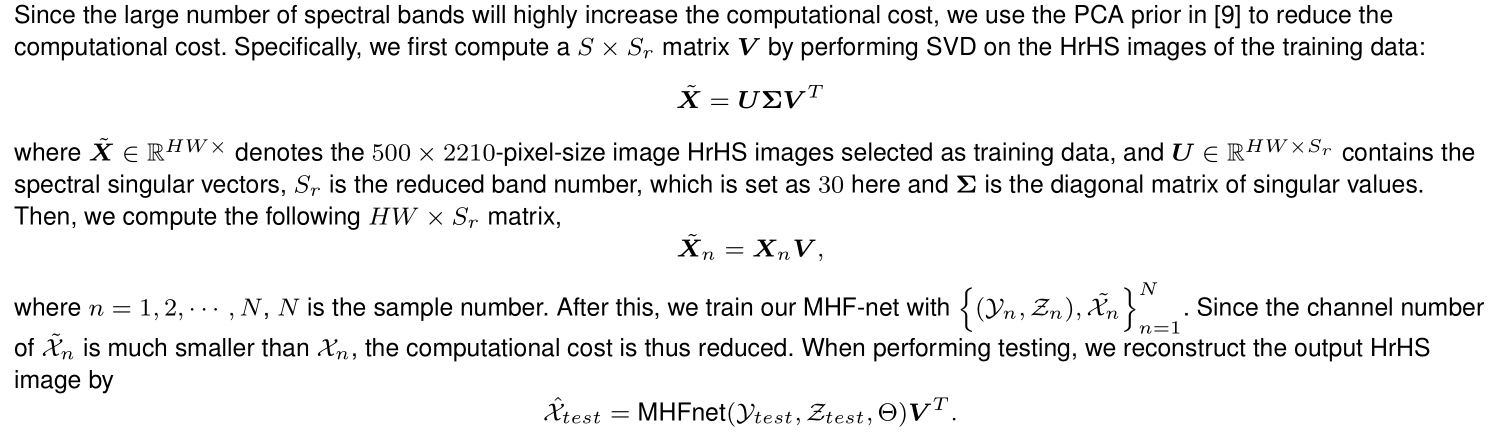 Since the large number of spectral bands will highly increase the computational cost, we use the PCA prior in [9] to reduce the
computational cost. Specifically, we first compute a $S \times S_r$ matrix $\boldsymbol{V}$ by performing SVD on the HrHS images of the training data:
$\tilde{\boldsymbol{X}} = \boldsymbol{U}\boldsymbol{\Sigma}\boldsymbol{V}^T$
where $\tilde{\boldsymbol{X}} \in \mathbb{R}^{HW\times}$ denotes the $500 \times 2210$-pixel-size image HrHS images selected as training data, and $\boldsymbol{U} \in \mathbb{R}^{HW\times S_r}$ contains the
spectral singular vectors, $S_r$ is the reduced band number, which is set as $30$ here and $\boldsymbol{\Sigma}$ is the diagonal matrix of singular values.
Then, we compute the following $HW \times S_r$ matrix,
$\tilde{\boldsymbol{X}}_n = \boldsymbol{X}_n\boldsymbol{V},$
where $n = 1, 2, \cdots, N$, $N$ is the sample number. After this, we train our MHF-net with $\left\{(\mathcal{Y}_n, \mathcal{Z}_n), \tilde{\mathcal{X}}_n\right\}_{n=1}^{N}$. Since the channel number
of $\tilde{\mathcal{X}}_n$ is much smaller than $\mathcal{X}_n$, the computational cost is thus reduced. When performing testing, we reconstruct the output HrHS
image by
$\hat{\mathcal{X}}_{test} = \text{MHFnet}(\mathcal{Y}_{test}, \mathcal{Z}_{test}, \Theta)\boldsymbol{V}^T.$